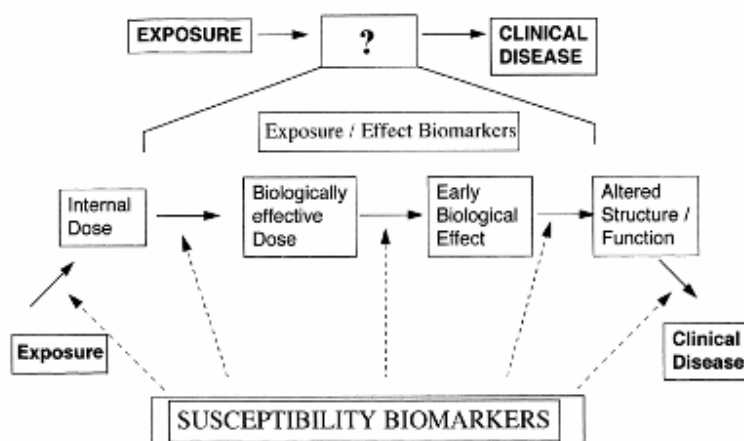 EXPOSURE
?
CLINICAL
DISEASE
Exposure / Effect Biomarkers
Internal
Dose
Biologically
effective
Dose
Early
Biological
Effect
Altered
Structure /
Function
Exposure
Clinical
Disease
SUSCEPTIBILITY BIOMARKERS